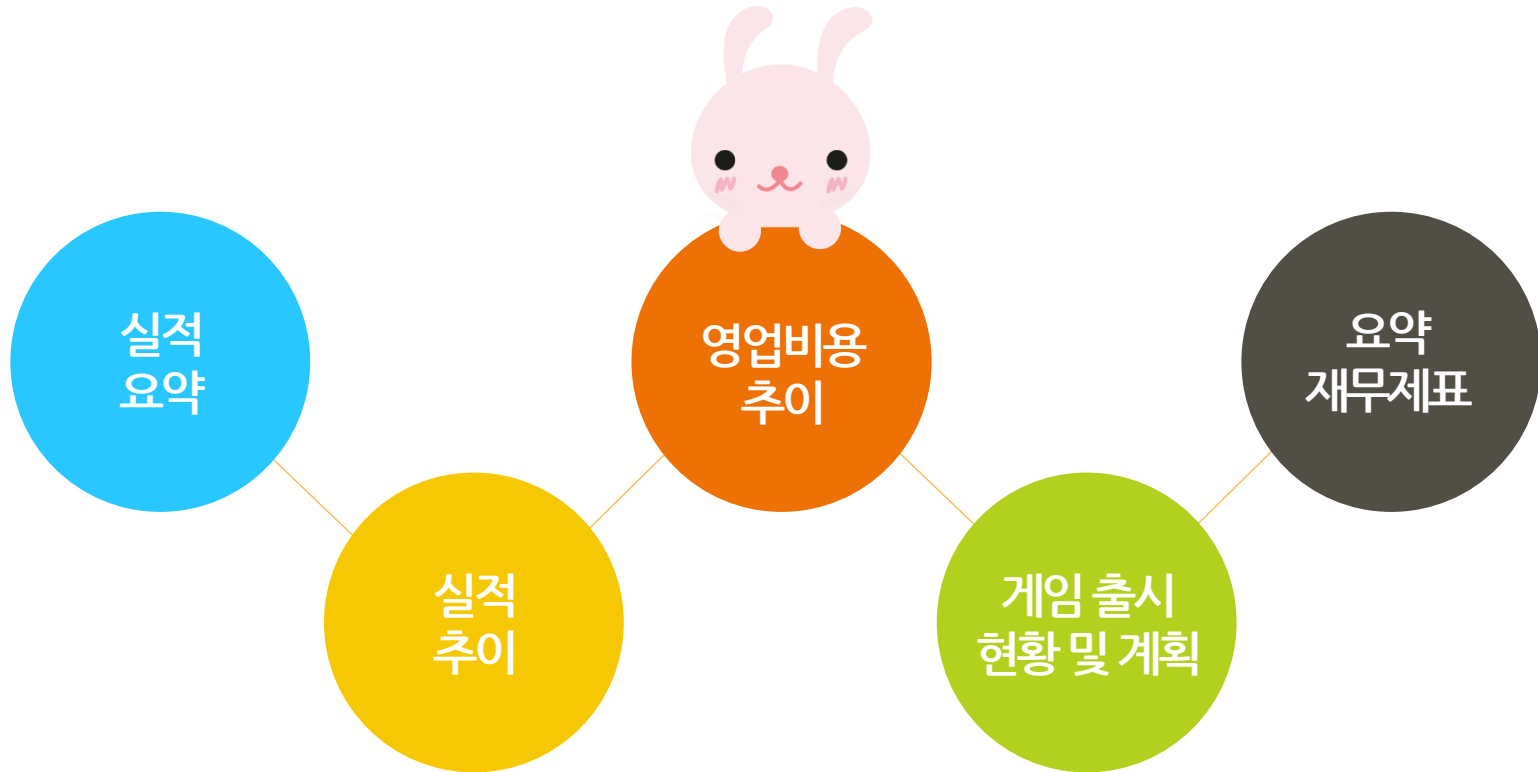 실적
요약
실적
추이
영업비용
추이
게임 출시
현황 및 계획
요약
재무제표